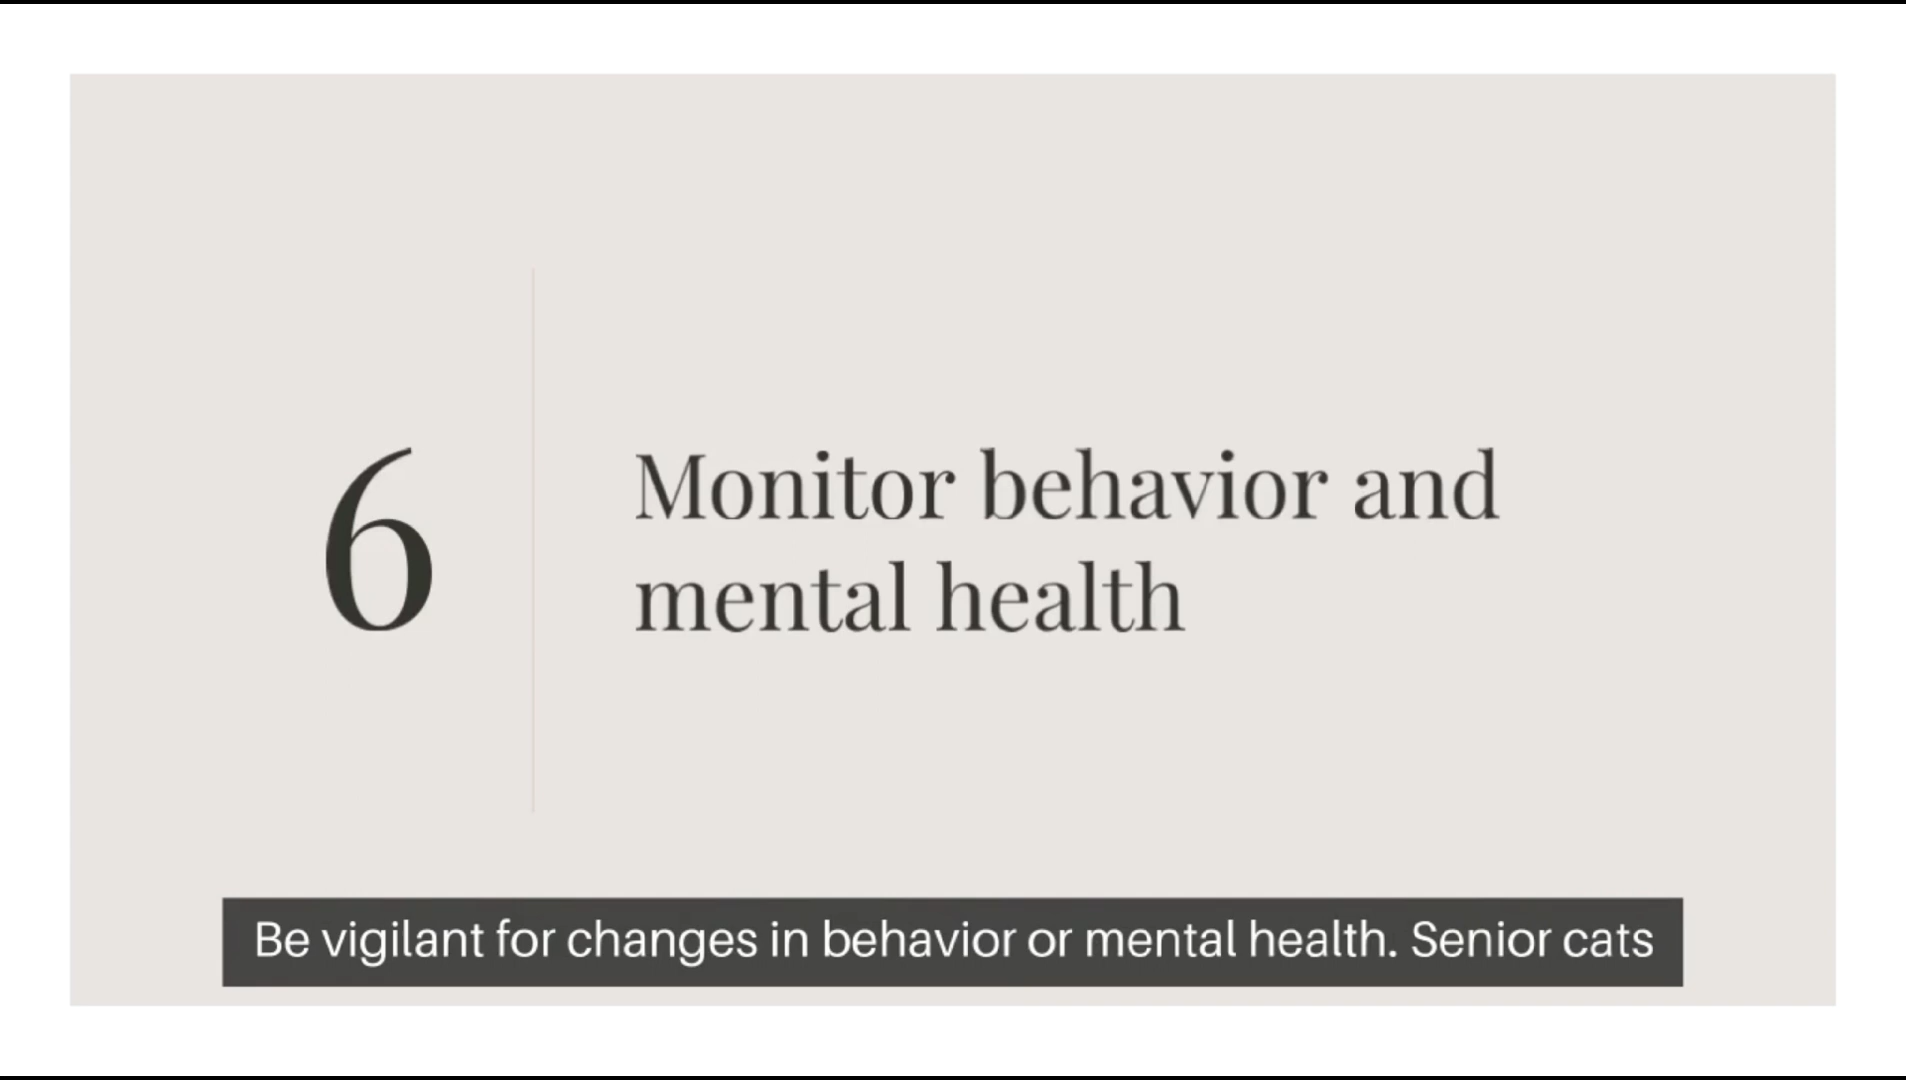 6
Monitor behavior and
mental health
Be vigilant for changes in behavior or mental health. Senior cats